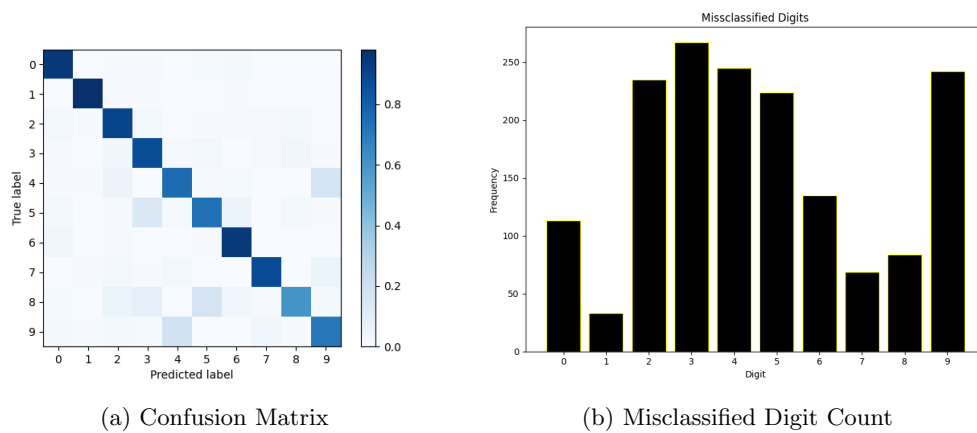 Missclassified Digits
0
1
2
3
4
5
6
7
8
9
True label
0 1 2 3 4 5 6 7 8 9
Predicted label
0.8
0.6
0.4
0.2
0.0
250
200
150
100
50
0
Frequency
0 1 2 3 4 5 6 7 8 9
Digit
(a) Confusion Matrix
(b) Misclassified Digit Count